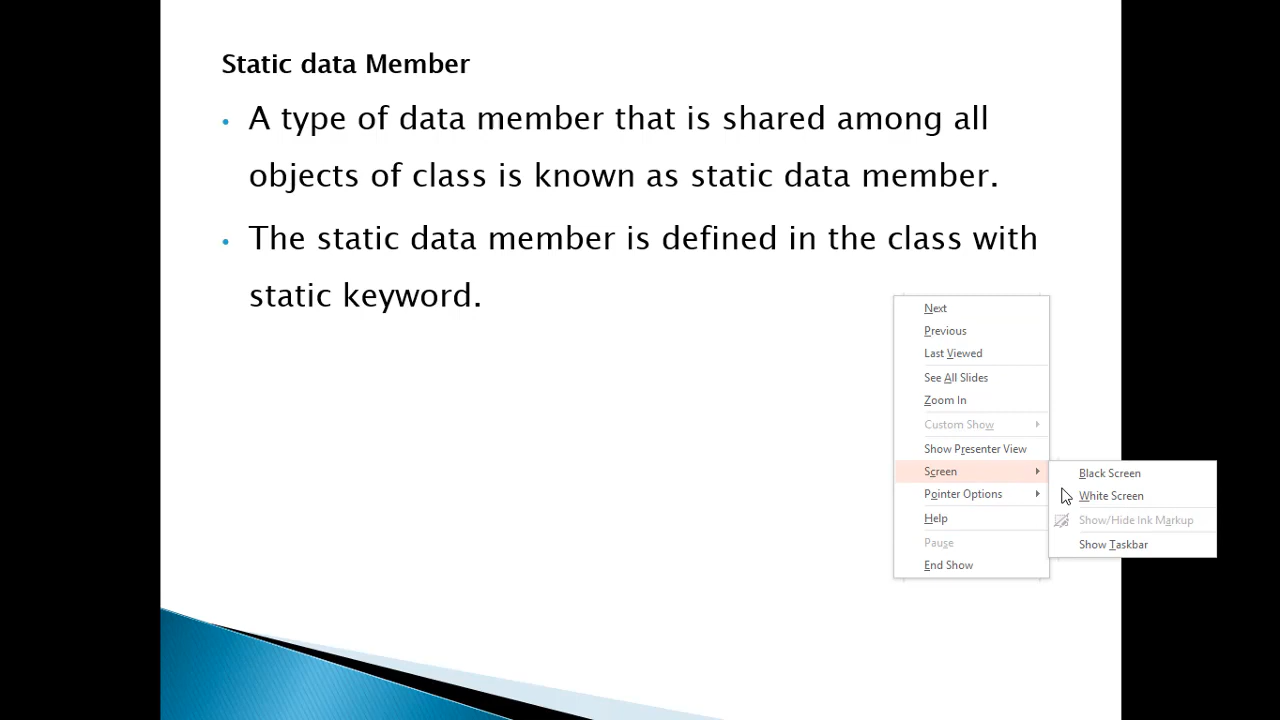 Static data Member
• A type of data member that is shared among all
objects of class is known as static data member.
• The static data member is defined in the class with
static keyword.
Next
Previous
Last Viewed
See All Slides
Zoom In
Custom Show
Show Presenter View
Screen
Pointer Options
Help
Pause
End Show
Black Screen
White Screen
Show/Hide Ink Markup
Show Taskbar